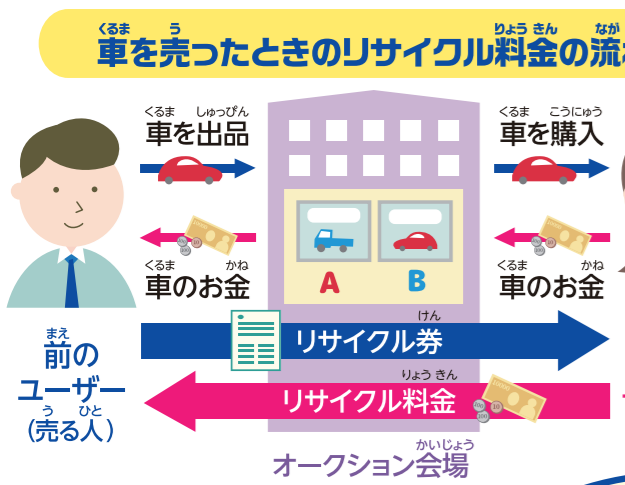 車を売ったときのリサイクル料金の流
くるま う りょう きん なが
くるま しゅっぴん
車を出品
くるま こうにゅう
車を購入
くるま かね
車のお金
A
B
くるま かね
車のお金
けん
リサイクル券
りょう きん
リサイクル料金
まえ
前の
ユーザー
う ひと
(売る人)
かいじょう
オークション会場